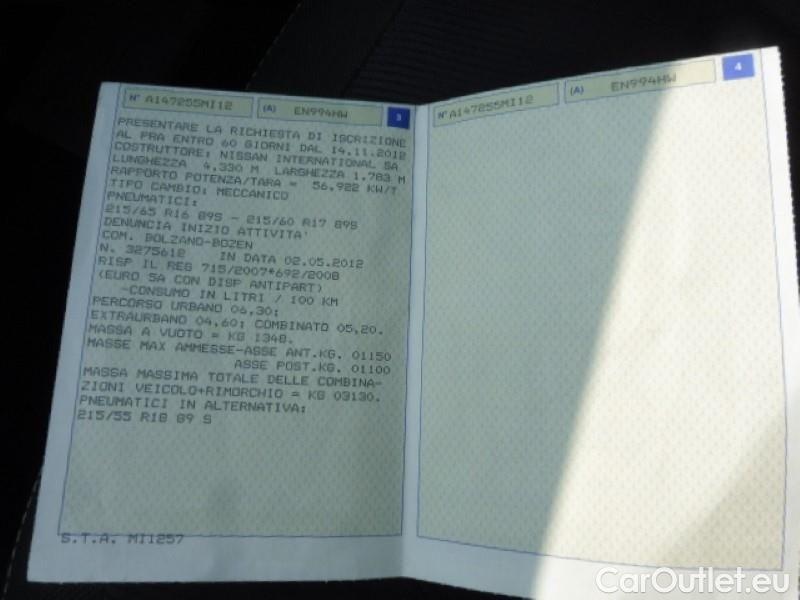 N° A147255MI12
(A) EN994HW
3
PRESENTARE LA RICHIESTA DI ISCRIZIONE
AL PRA ENTRO 60 GIORNI DAL 14.11.2012
COSTRUTTORE: NISSAN INTERNATIONAL SA
LUNGHEZZA 4.330 M LARGHEZZA 1.783 M
RAPPORTO POTENZA/TARA = 56,922 KW/T
TIPO CAMBIO: MECCANICO
PNEUMATICI:
215/65 R16 89S - 215/60 R17 89S
DENUNCIA INIZIO ATTIVITA'
COM. BOLZANO-BOZEN
N. 3275612 IN DATA 02.05.2012
RISP IL REG 715/2007*692/2008
(EURO 5A CON DISP ANTIPART)
-CONSUMO IN LITRI / 100 KM
PERCORSO URBANO 06,30;
EXTRAURBANO 04,60; COMBINATO 05,20.
MASSA A VUOTO = KG 1348.
MASSE MAX AMMESSE-ASSE ANT.KG. 01150
ASSE POST.KG. 01100
MASSA MASSIMA TOTALE DELLE COMBINA-
ZIONI VEICOLO+RIMORCHIO = KG 03130.
PNEUMATICI IN ALTERNATIVA:
215/55 R18 89 S
S.T.A. MI1257
N° A147255MI12
(A) EN994HW
4
CarOutlet.eu